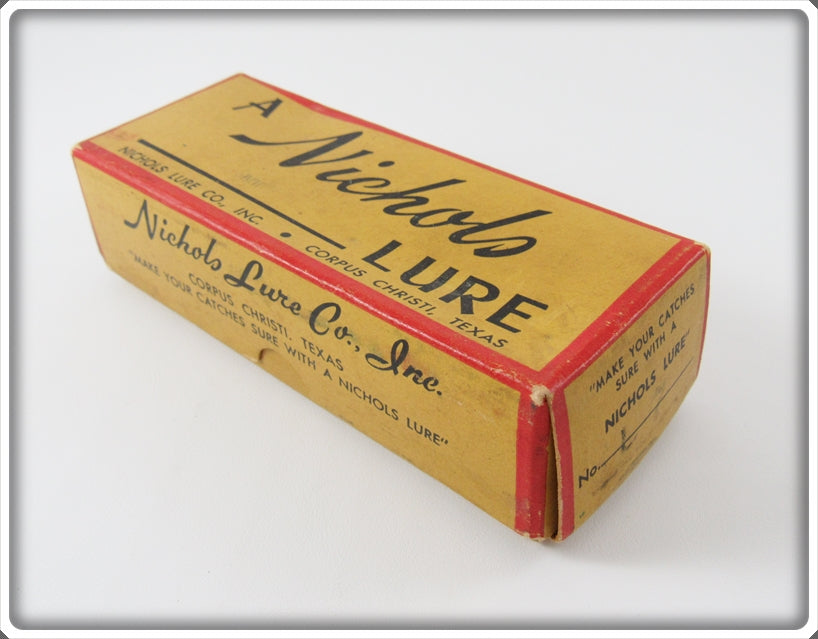 A
Nichols
LURE
NICHOLS LURE CO., INC. • CORPUS CHRISTI, TEXAS
Nichols Lure Co., Inc.
CORPUS CHRISTI, TEXAS
"MAKE YOUR CATCHES SURE WITH A NICHOLS LURE"
"MAKE YOUR CATCHES
SURE WITH A
NICHOLS LURE"
No.